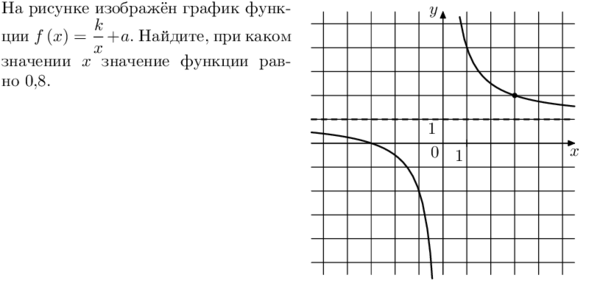 На рисунке изображён график функ-
ции f (x) = k/x + a. Найдите, при каком
значении x значение функции рав-
но 0,8.
y
1
0 1 x